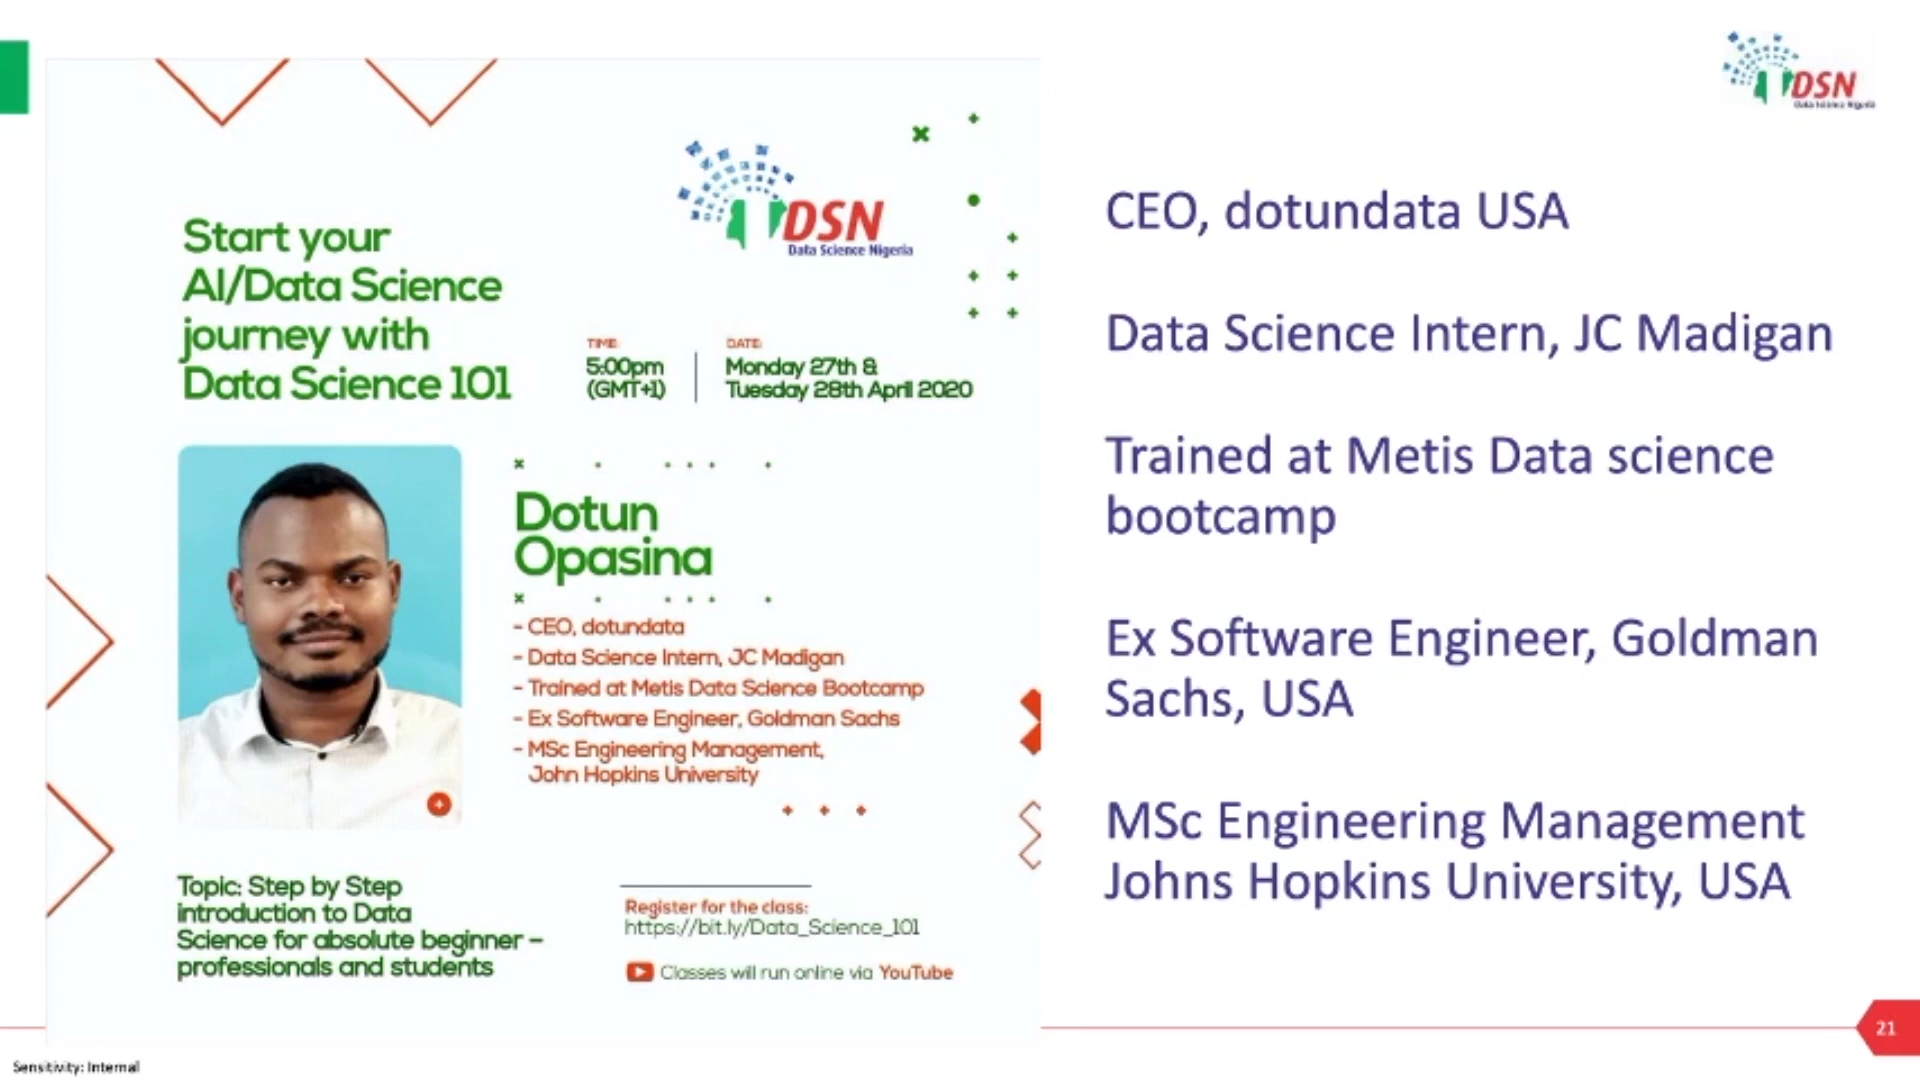 DSN
Data Science Nigeria
Start your
AI/Data Science
journey with
Data Science 101
DSN
Data Science Nigeria
TIME:
5:00pm
(GMT+1)
DATE:
Monday 27th &
Tuesday 28th April 2020
Dotun
Opasina
- CEO, dotundata
- Data Science Intern, JC Madigan
- Trained at Metis Data Science Bootcamp
- Ex Software Engineer, Goldman Sachs
- MSc Engineering Management,
John Hopkins University
Topic: Step by Step
introduction to Data
Science for absolute beginner –
professionals and students
Register for the class:
https://bit.ly/Data_Science_101
Classes will run online via YouTube
CEO, dotundata USA
Data Science Intern, JC Madigan
Trained at Metis Data science
bootcamp
Ex Software Engineer, Goldman
Sachs, USA
MSc Engineering Management
Johns Hopkins University, USA
21
Sensitivity: Internal